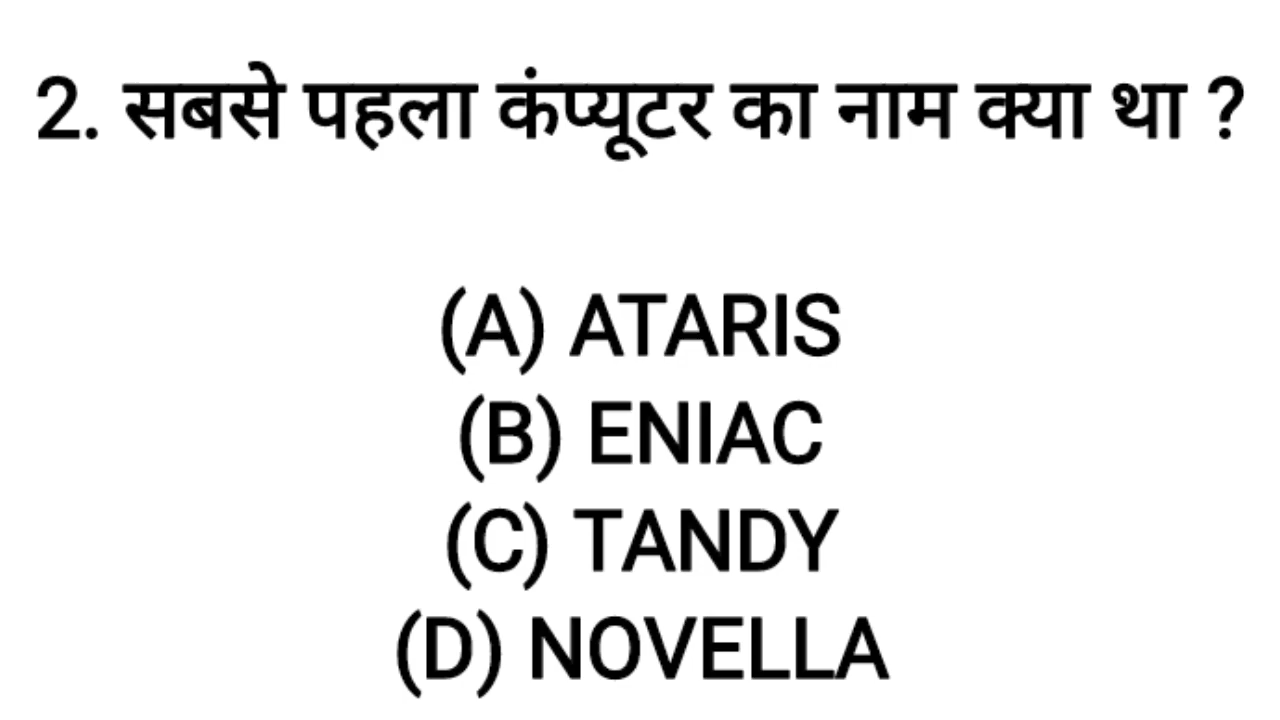 2. सबसे पहला कंप्यूटर का नाम क्या था ?
(A) ATARIS
(B) ENIAC
(C) TANDY
(D) NOVELLA